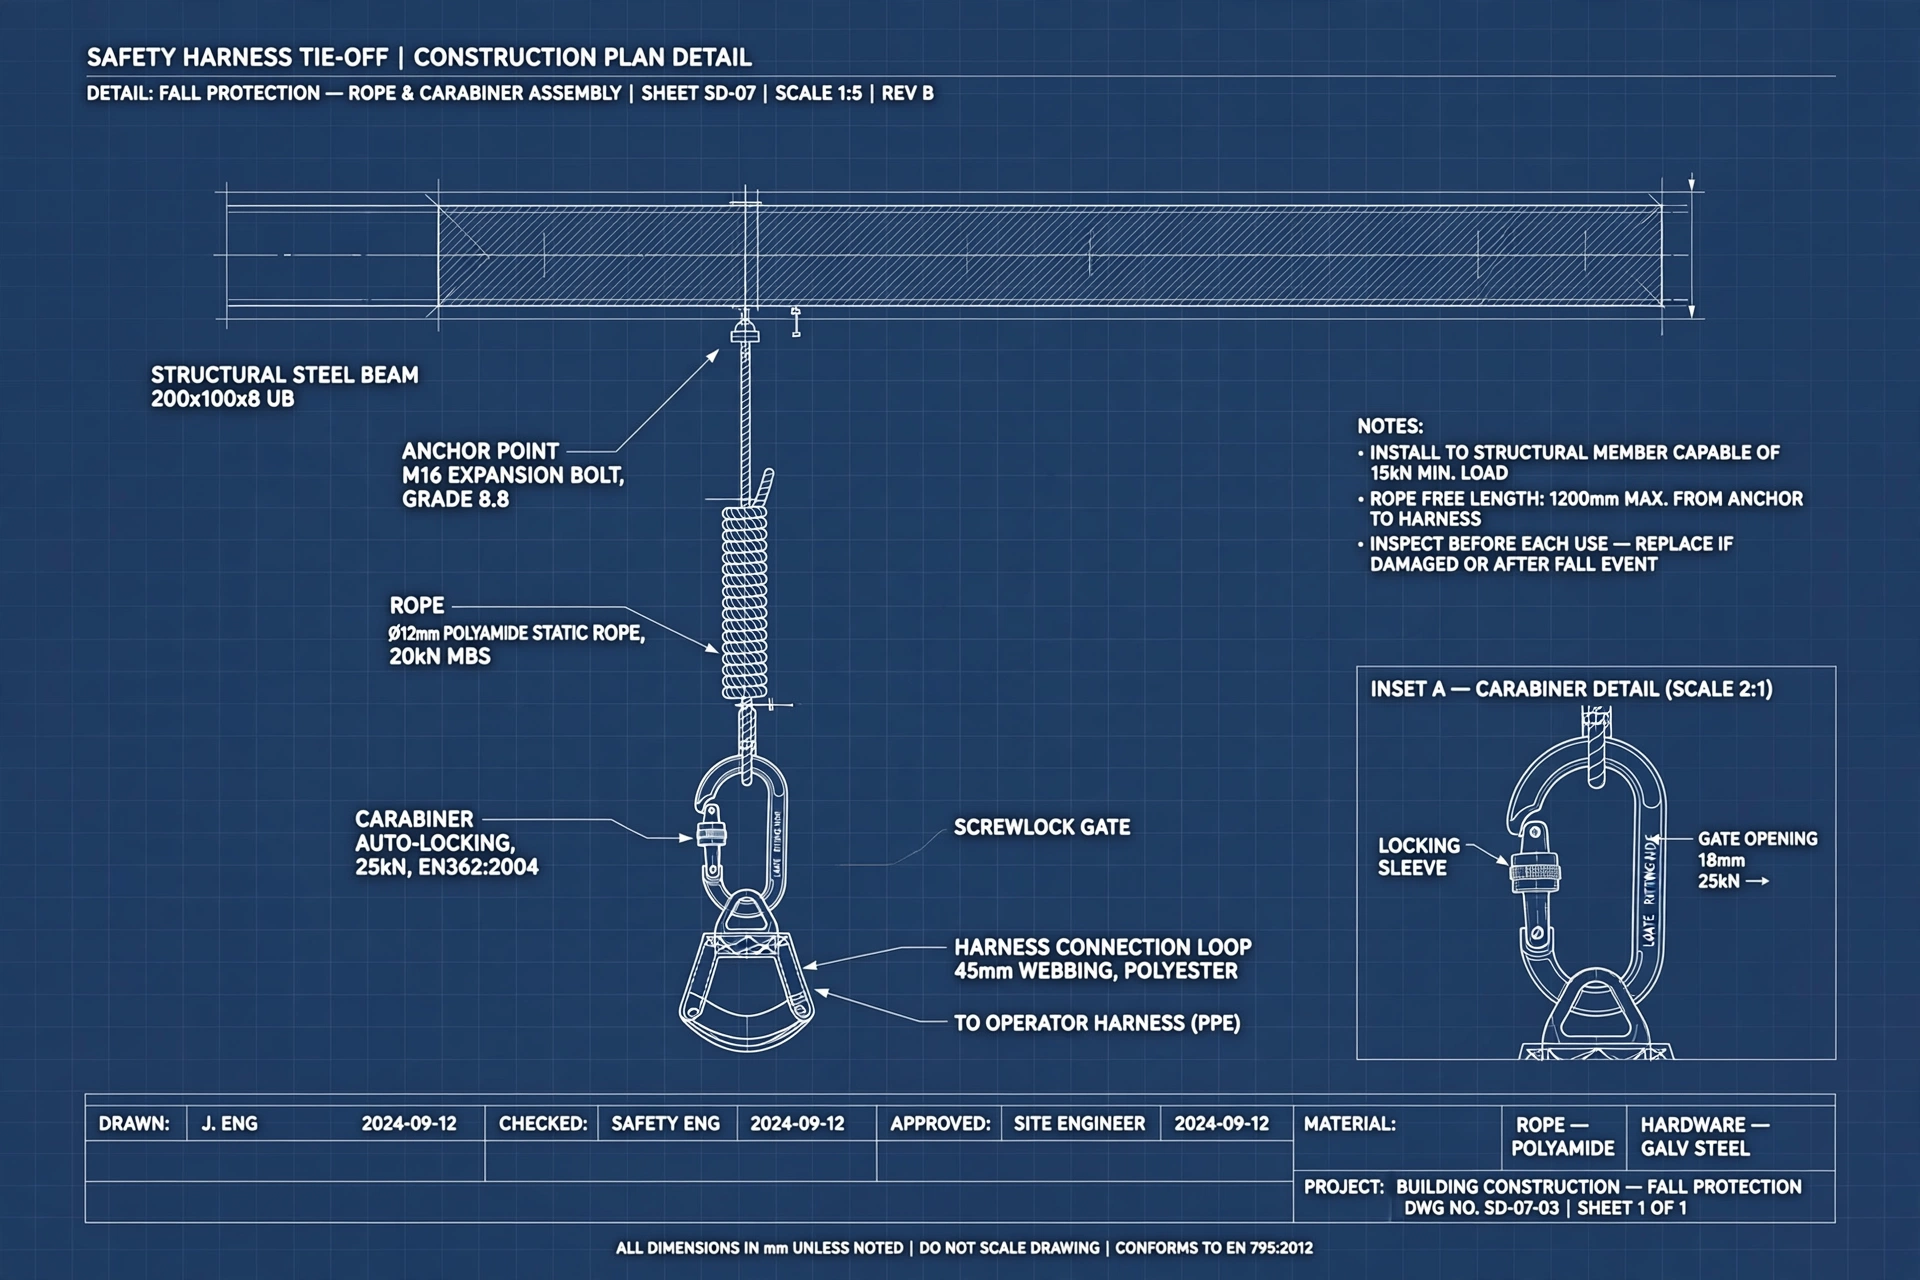 SAFETY HARNESS TIE-OFF | CONSTRUCTION PLAN DETAIL
DETAIL: FALL PROTECTION — ROPE & CARABINER ASSEMBLY | SHEET SD-07 | SCALE 1:5 | REV B
STRUCTURAL STEEL BEAM
200x100x8 UB
ANCHOR POINT
M16 EXPANSION BOLT,
GRADE 8.8
NOTES:
• INSTALL TO STRUCTURAL MEMBER CAPABLE OF
15kN MIN. LOAD
• ROPE FREE LENGTH: 1200mm MAX. FROM ANCHOR
TO HARNESS
• INSPECT BEFORE EACH USE — REPLACE IF
DAMAGED OR AFTER FALL EVENT
ROPE
Ø12mm POLYAMIDE STATIC ROPE,
20kN MBS
CARABINER
AUTO-LOCKING,
25kN, EN362:2004
SCREWLOCK GATE
HARNESS CONNECTION LOOP
45mm WEBBING, POLYESTER
TO OPERATOR HARNESS (PPE)
INSET A — CARABINER DETAIL (SCALE 2:1)
LOCKING
SLEEVE
GATE OPENING
18mm
25kN →
DRAWN: J. ENG 2024-09-12 CHECKED: SAFETY ENG 2024-09-12 APPROVED: SITE ENGINEER 2024-09-12
MATERIAL: ROPE — POLYAMIDE HARDWARE — GALV STEEL
PROJECT: BUILDING CONSTRUCTION — FALL PROTECTION
DWG NO. SD-07-03 | SHEET 1 OF 1
ALL DIMENSIONS IN mm UNLESS NOTED | DO NOT SCALE DRAWING | CONFORMS TO EN 795:2012